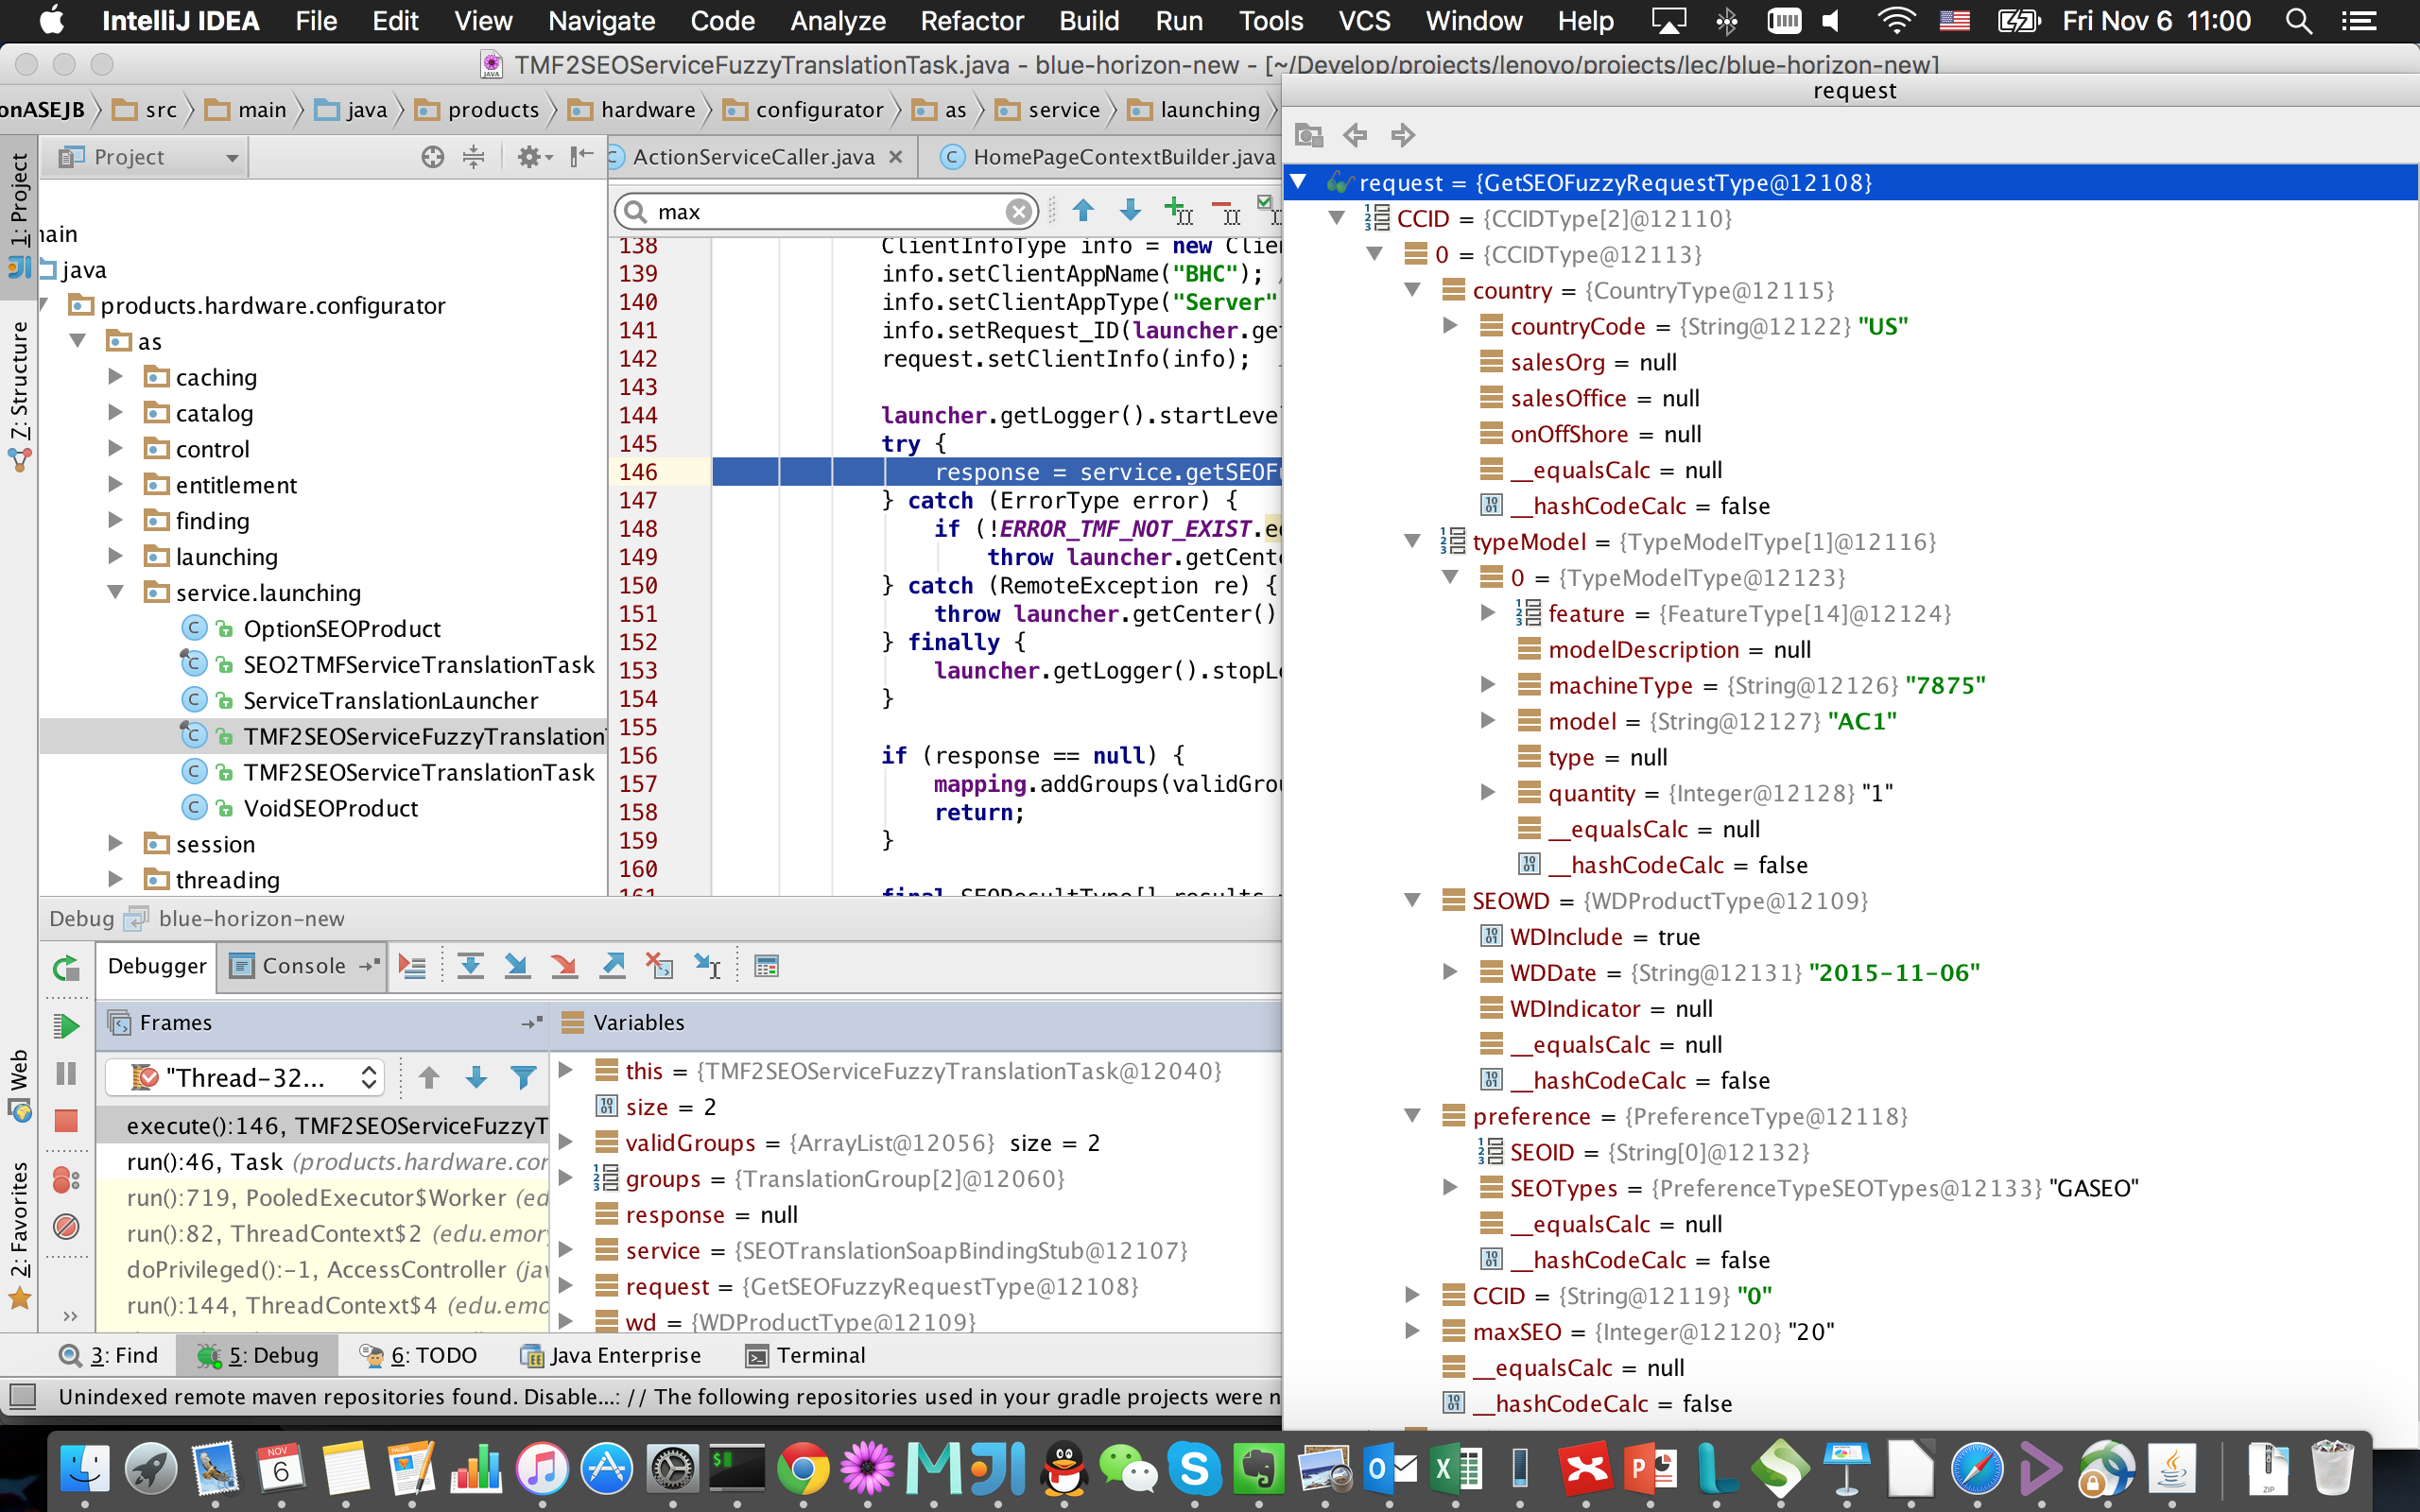 IntelliJ IDEA File Edit View Navigate Code Analyze Refactor Build Run Tools VCS Window Help Fri Nov 6 11:00
TMF2SEOServiceFuzzyTranslationTask.java - blue-horizon-new - [~/Develop/projects/lenovo/projects/lec/blue-horizon-new]
onASEJB src main java products hardware configurator as service launching
Project
ActionServiceCaller.java
HomePageContextBuilder.java
1: Project
7: Structure
Web
2: Favorites
java
products.hardware.configurator
as
caching
catalog
control
entitlement
finding
launching
service.launching
OptionSEOProduct
SEO2TMFServiceTranslationTask
ServiceTranslationLauncher
TMF2SEOServiceFuzzyTranslation
TMF2SEOServiceTranslationTask
VoidSEOProduct
session
threading
max
138 ClientInfoType info = new Clie
139 info.setClientAppName("BHC");
140 info.setClientAppType("Server"
141 info.setRequest_ID(launcher.ge
142 request.setClientInfo(info);
143
144 launcher.getLogger().startLeve
145 try {
146 response = service.getSEOF
147 } catch (ErrorType error) {
148 if (!ERROR_TMF_NOT_EXIST.e
149 throw launcher.getCent
150 } catch (RemoteException re) {
151 throw launcher.getCenter()
152 } finally {
153 launcher.getLogger().stopL
154 }
155
156 if (response == null) {
157 mapping.addGroups(validGro
158 return;
159 }
160
161 final SEOResultType[] results
Debug blue-horizon-new
Debugger Console
Frames
"Thread-32...
execute():146, TMF2SEOServiceFuzzyT
run():46, Task (products.hardware.cor
run():719, PooledExecutor$Worker (ed
run():82, ThreadContext$2 (edu.emor
doPrivileged():-1, AccessController (jav
run():144, ThreadContext$4 (edu.emo
Variables
this = {TMF2SEOServiceFuzzyTranslationTask@12040}
size = 2
validGroups = {ArrayList@12056} size = 2
groups = {TranslationGroup[2]@12060}
response = null
service = {SEOTranslationSoapBindingStub@12107}
request = {GetSEOFuzzyRequestType@12108}
wd = {WDProductType@12109}
3: Find 5: Debug 6: TODO Java Enterprise Terminal
Unindexed remote maven repositories found. Disable...: // The following repositories used in your gradle projects were n
request
request = {GetSEOFuzzyRequestType@12108}
CCID = {CCIDType[2]@12110}
0 = {CCIDType@12113}
country = {CountryType@12115}
countryCode = {String@12122} "US"
salesOrg = null
salesOffice = null
onOffShore = null
__equalsCalc = null
__hashCodeCalc = false
typeModel = {TypeModelType[1]@12116}
0 = {TypeModelType@12123}
feature = {FeatureType[14]@12124}
modelDescription = null
machineType = {String@12126} "7875"
model = {String@12127} "AC1"
type = null
quantity = {Integer@12128} "1"
__equalsCalc = null
__hashCodeCalc = false
SEOWD = {WDProductType@12109}
WDInclude = true
WDDate = {String@12131} "2015-11-06"
WDIndicator = null
__equalsCalc = null
__hashCodeCalc = false
preference = {PreferenceType@12118}
SEOID = {String[0]@12132}
SEOTypes = {PreferenceTypeSEOTypes@12133} "GASEO"
__equalsCalc = null
__hashCodeCalc = false
CCID = {String@12119} "0"
maxSEO = {Integer@12120} "20"
__equalsCalc = null
__hashCodeCalc = false
NOV
6
ZIP